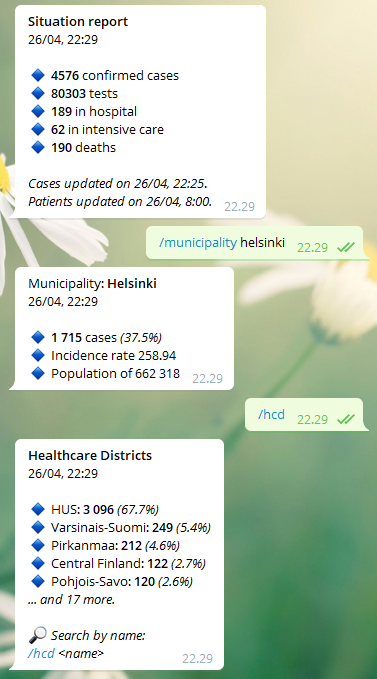 Situation report
26/04, 22:29
4576 confirmed cases
80303 tests
189 in hospital
62 in intensive care
190 deaths
Cases updated on 26/04, 22:25.
Patients updated on 26/04, 8:00. 22.29
/municipality helsinki 22.29
Municipality: Helsinki
26/04, 22:29
1 715 cases (37.5%)
Incidence rate 258.94
Population of 662 318 22.29
/hcd 22.29
Healthcare Districts
26/04, 22:29
HUS: 3 096 (67.7%)
Varsinais-Suomi: 249 (5.4%)
Pirkanmaa: 212 (4.6%)
Central Finland: 122 (2.7%)
Pohjois-Savo: 120 (2.6%)
... and 17 more.
Search by name:
/hcd <name> 22.29